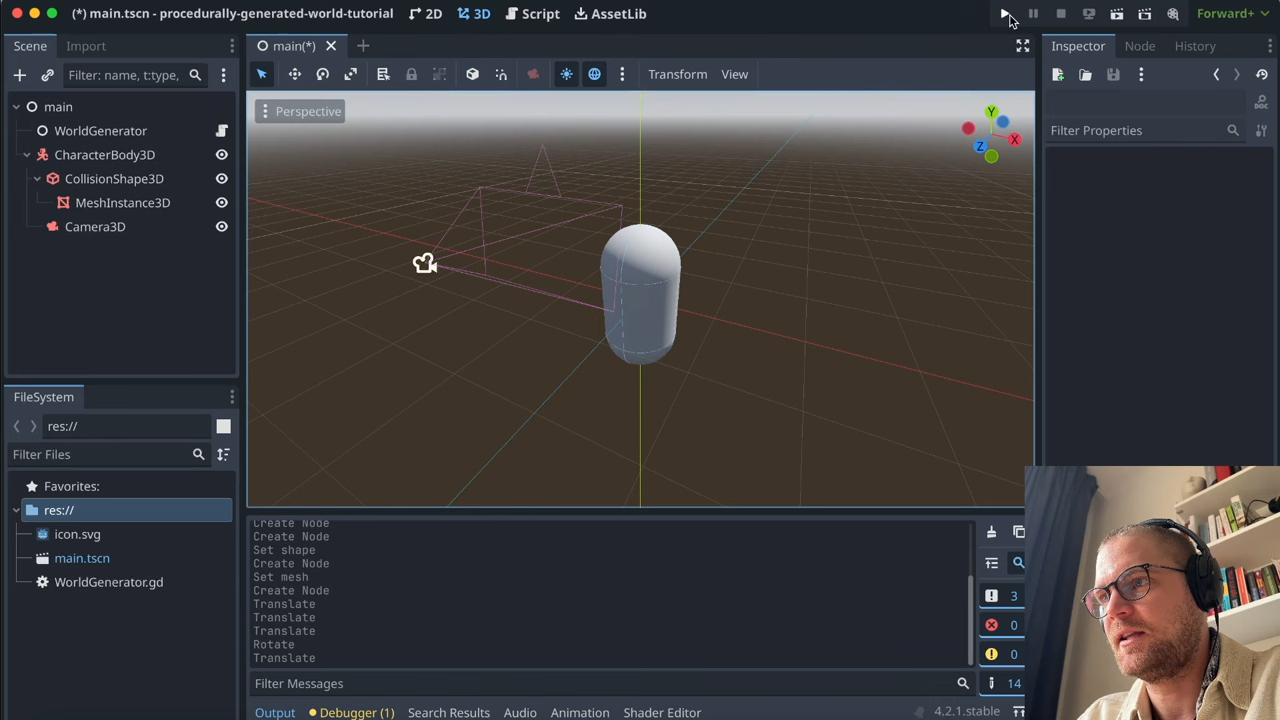 (*) main.tscn - procedurally-generated-world-tutorial
2D
3D
Script
AssetLib
Forward+
Scene
Import
Filter: name, t:type,
main
WorldGenerator
CharacterBody3D
CollisionShape3D
MeshInstance3D
Camera3D
FileSystem
res://
Filter Files
Favorites:
res://
icon.svg
main.tscn
WorldGenerator.gd
main(*)
Transform
View
Perspective
Y
X
Z
Create Node
Create Node
Set shape
Create Node
Set mesh
Create Node
Translate
Translate
Translate
Rotate
Translate
3
0
0
14
Filter Messages
Output
Debugger (1)
Search Results
Audio
Animation
Shader Editor
4.2.1.stable
Inspector
Node
History
DOC
Filter Properties